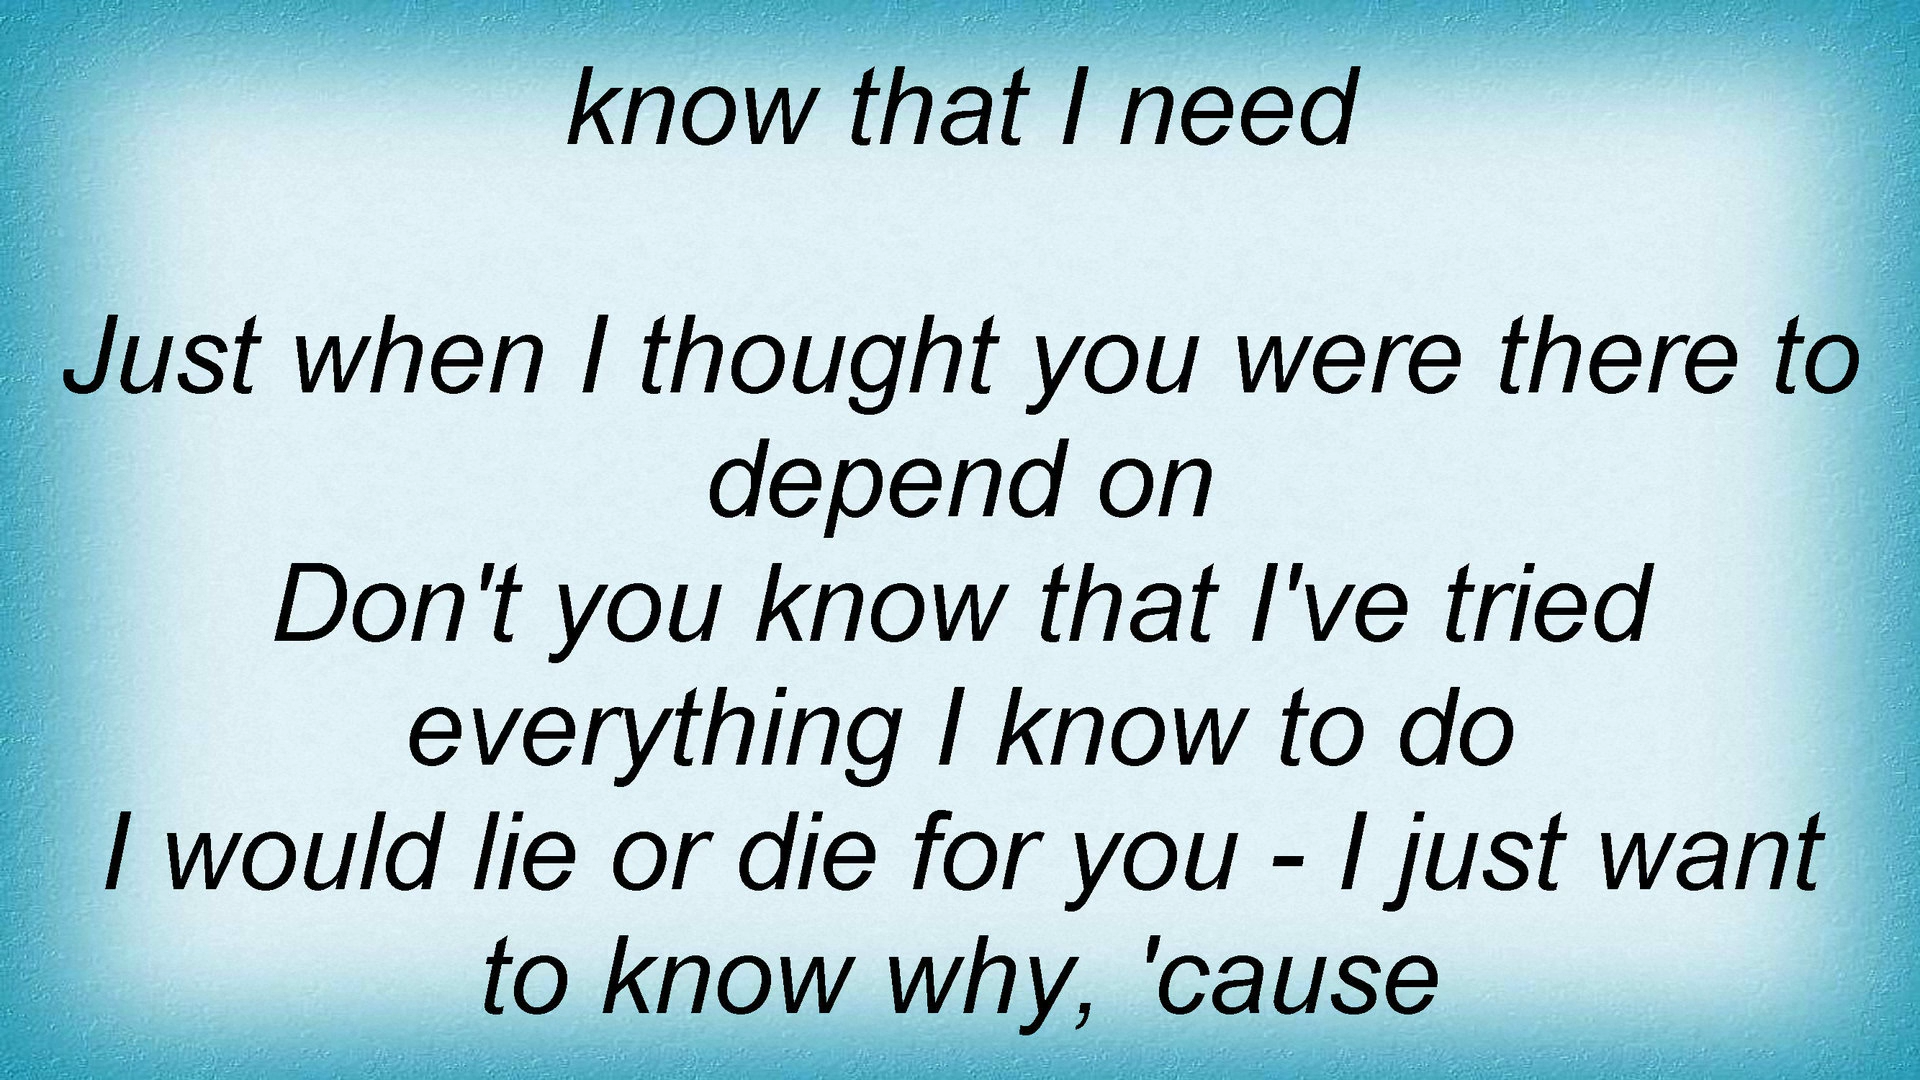 know that I need
Just when I thought you were there to
depend on
Don't you know that I've tried
everything I know to do
I would lie or die for you - I just want
to know why, 'cause